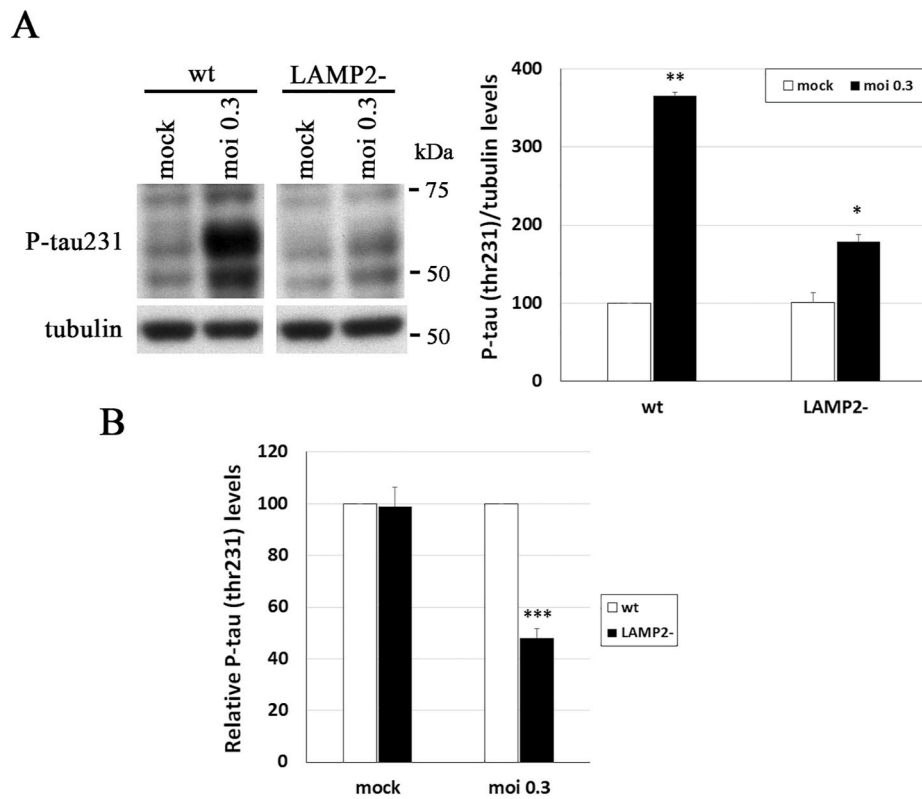 A
wt LAMP2-
mock moi 0.3 mock moi 0.3 kDa
75
P-tau231
50
tubulin
50
P-tau (thr231)/tubulin levels
400
300
200
100
0
** *
mock moi 0.3
wt LAMP2-
B
Relative P-tau (thr231) levels
120
100
80
60
40
20
0
***
wt
LAMP2-
mock moi 0.3